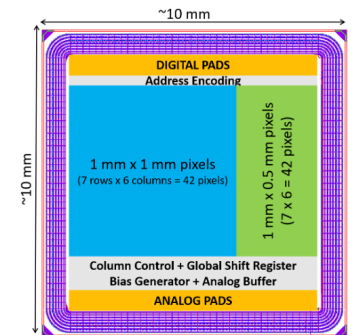 ~10 mm
~10 mm
DIGITAL PADS
Address Encoding
1 mm x 1 mm pixels
(7 rows x 6 columns = 42 pixels)
1 mm x 0.5 mm pixels
(7 x 6 = 42 pixels)
Column Control + Global Shift Register
Bias Generator + Analog Buffer
ANALOG PADS